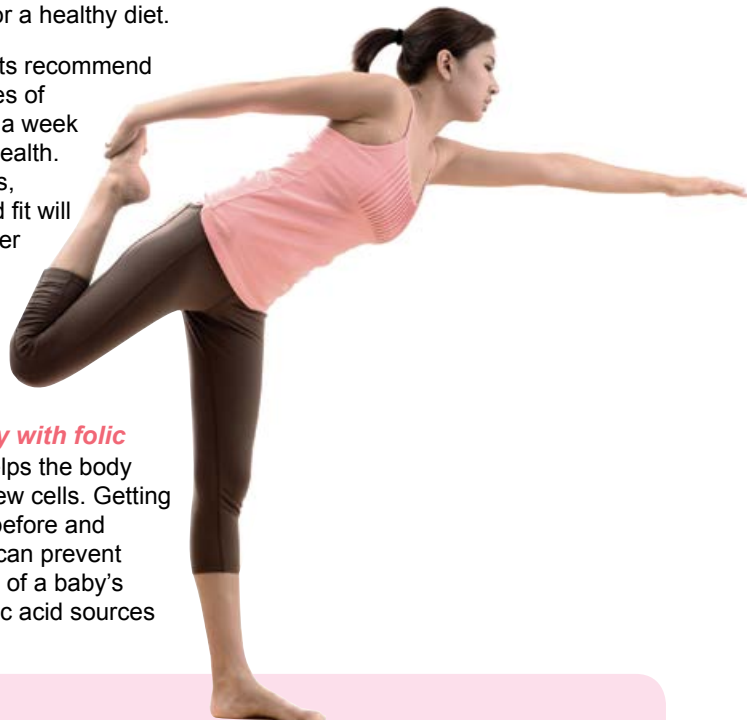 or a healthy diet.
ts recommend
es of
a week
ealth.
s,
d fit will
er
y with folic
lps the body
ew cells. Getting
before and
can prevent
of a baby's
c acid sources